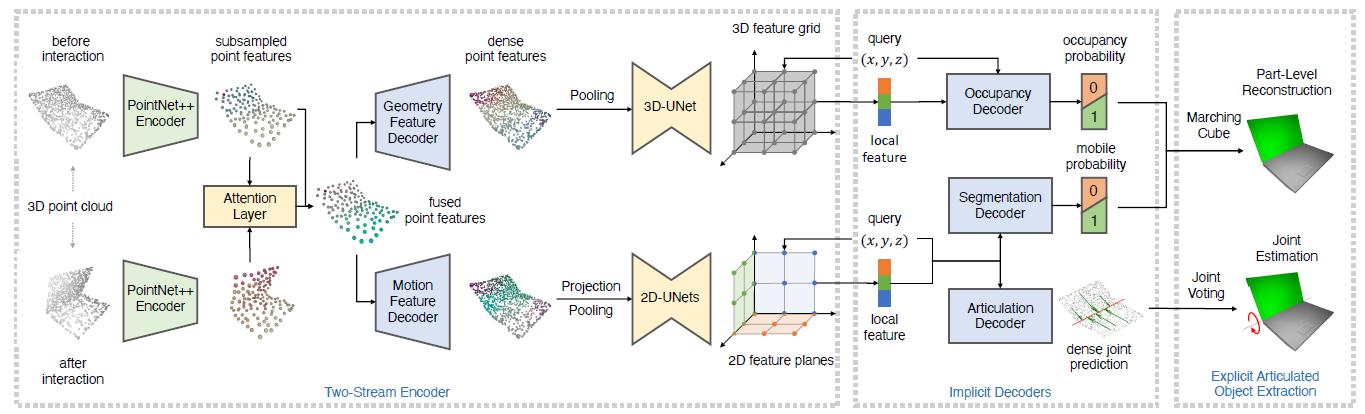 before
interaction
PointNet++
Encoder
subsampled
point features
3D point cloud
Attention
Layer
after
interaction
PointNet++
Encoder
fused
point features
Geometry
Feature
Decoder
dense
point features
Pooling
3D-UNet
3D feature grid
Motion
Feature
Decoder
Projection
Pooling
2D-UNets
2D feature planes
Two-Stream Encoder
query
(x, y, z)
local
feature
Occupancy
Decoder
occupancy
probability
0
1
Segmentation
Decoder
mobile
probability
0
1
query
(x, y, z)
local
feature
Articulation
Decoder
dense joint
prediction
Implicit Decoders
Part-Level
Reconstruction
Marching
Cube
Joint
Estimation
Joint
Voting
Explicit Articulated
Object Extraction